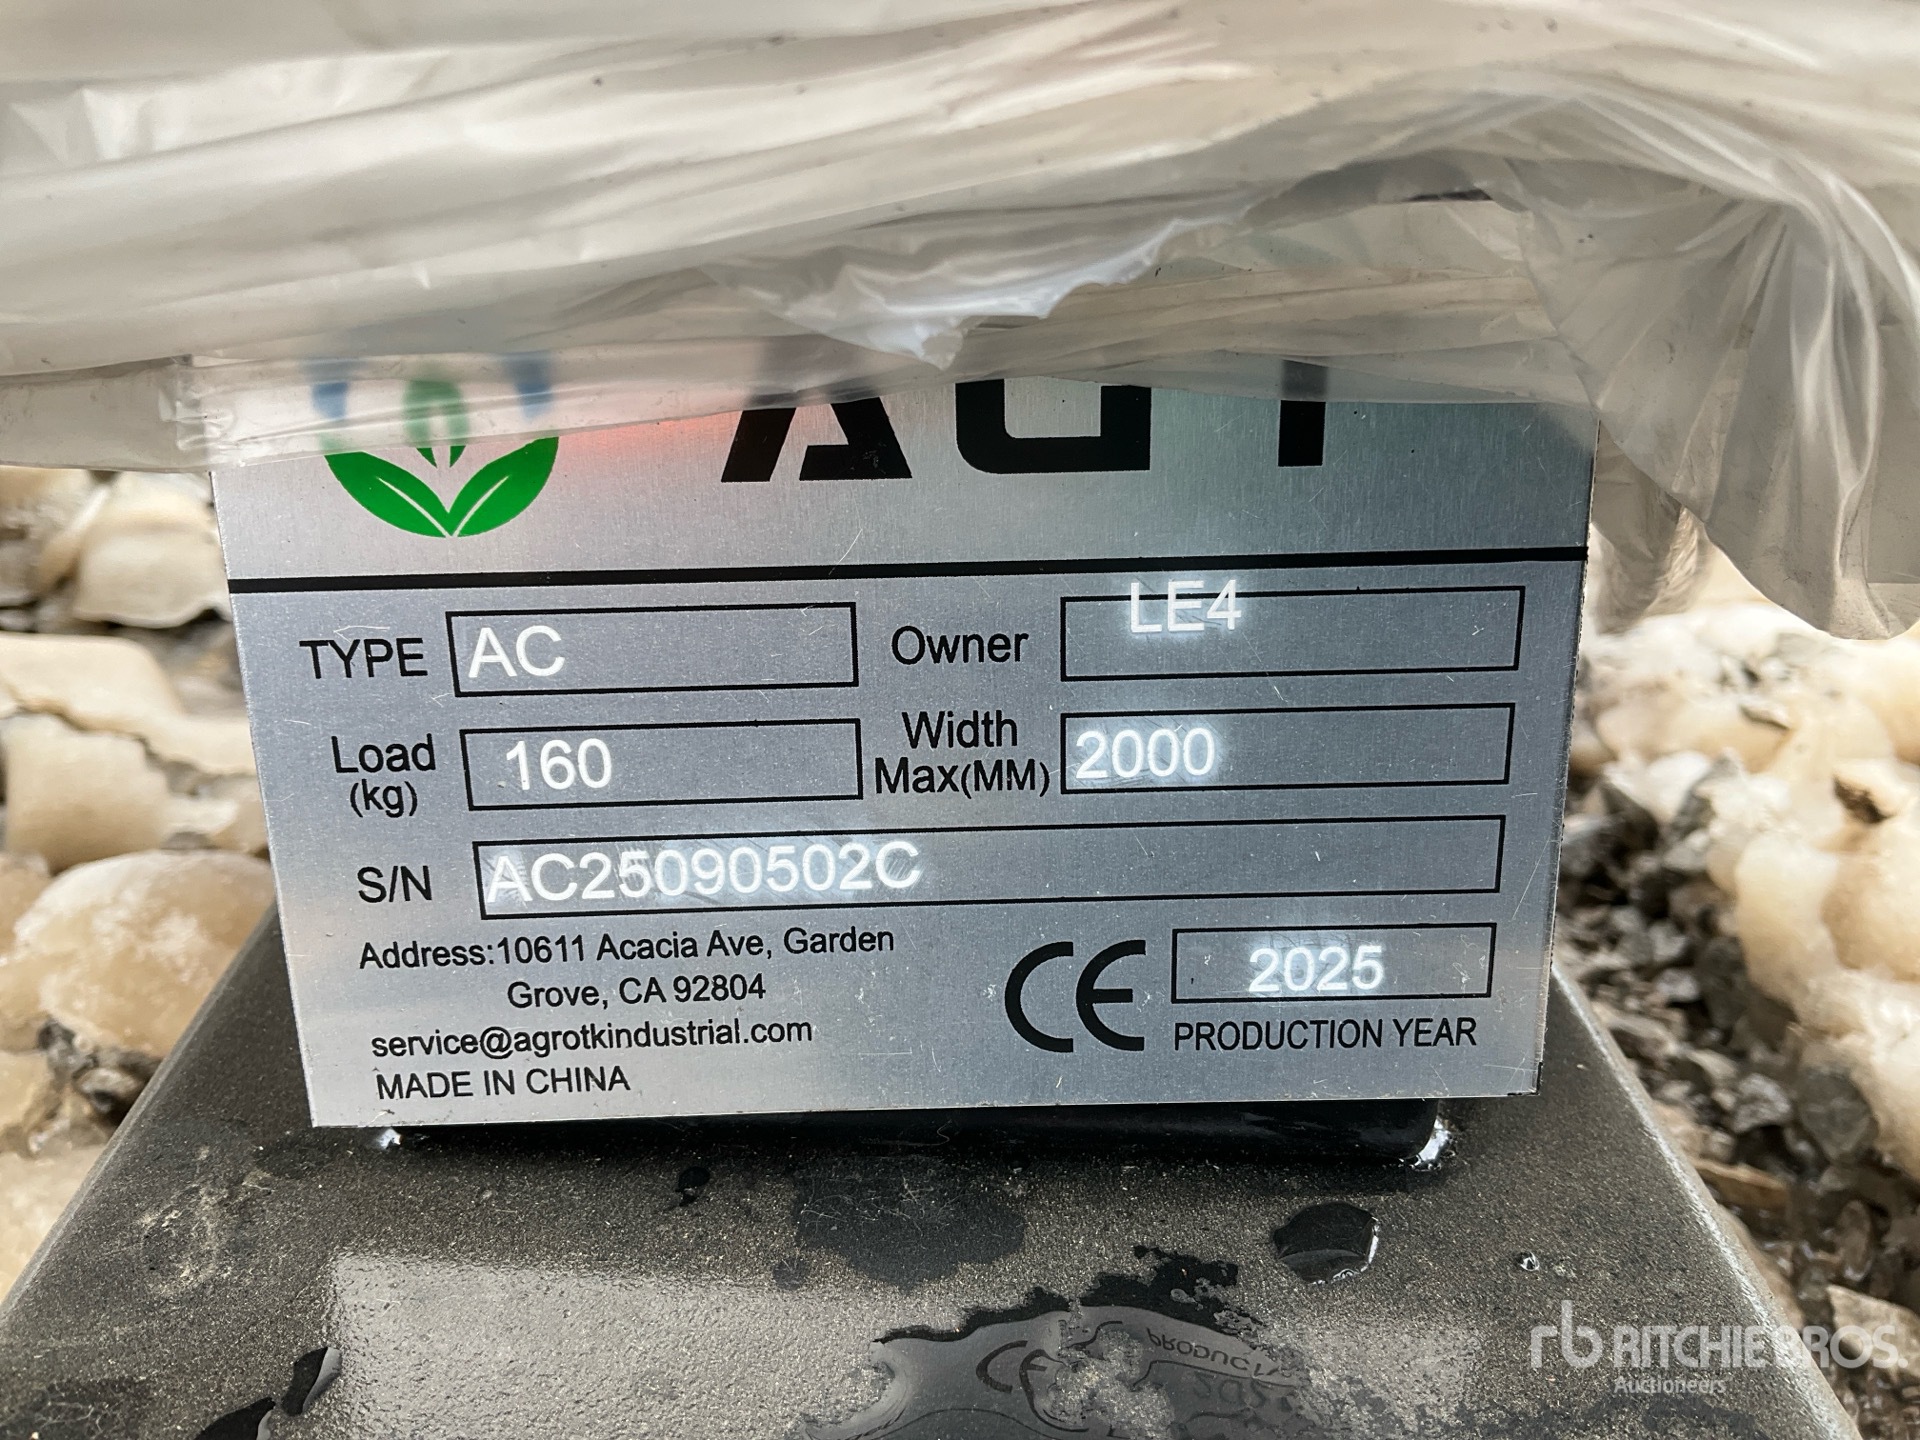 AGT
TYPE AC Owner LE4
Load (kg) 160 Width Max(MM) 2000
S/N AC25090502C
Address:10611 Acacia Ave, Garden
Grove, CA 92804
service@agrotkindustrial.com
MADE IN CHINA
CE 2025
PRODUCTION YEAR
rb RITCHIE BROS.
Auctioneers